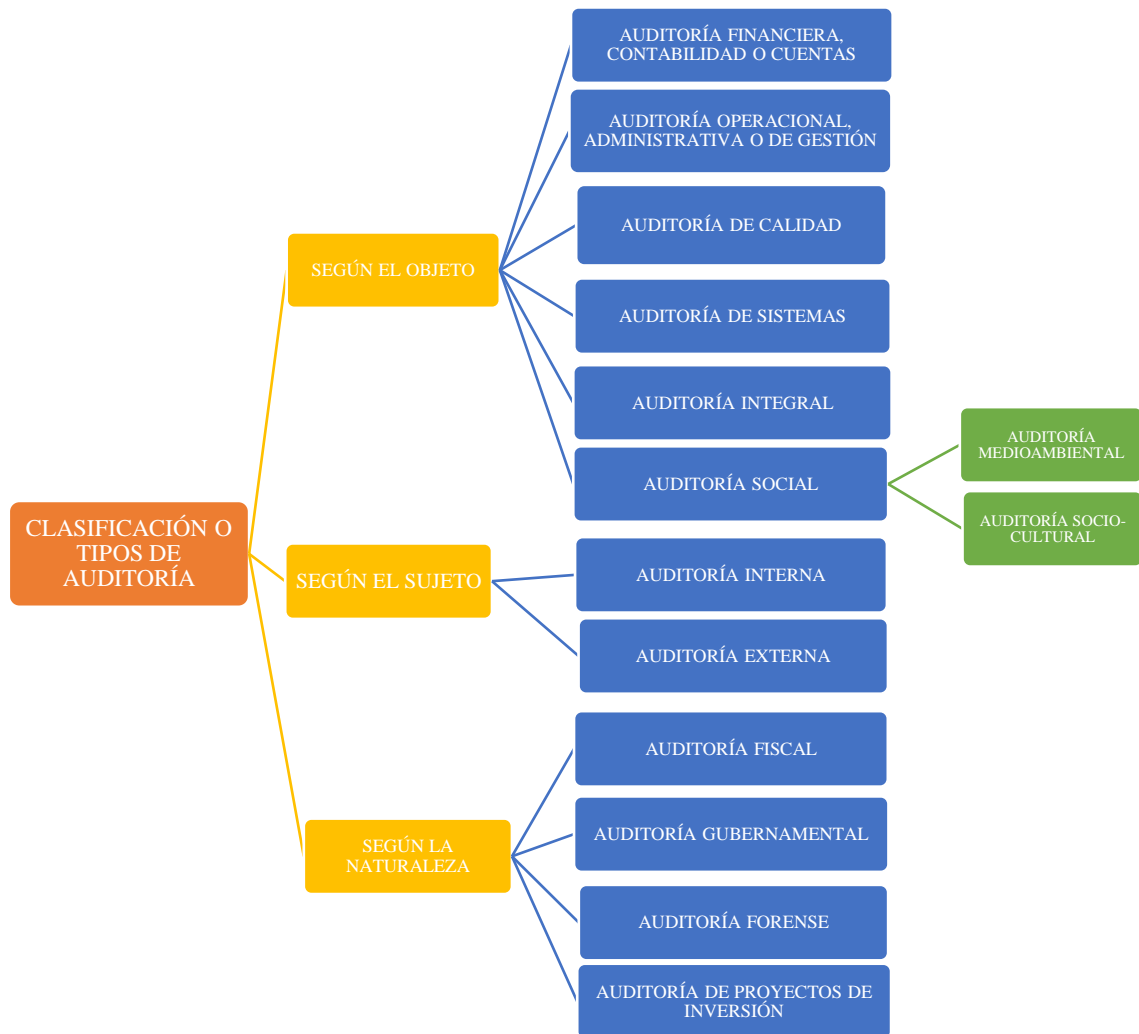 CLASIFICACIÓN O
TIPOS DE
AUDITORÍA
SEGÚN EL OBJETO
AUDITORÍA FINANCIERA,
CONTABILIDAD O CUENTAS
AUDITORÍA OPERACIONAL,
ADMINISTRATIVA O DE GESTIÓN
AUDITORÍA DE CALIDAD
AUDITORÍA DE SISTEMAS
AUDITORÍA INTEGRAL
AUDITORÍA SOCIAL
AUDITORÍA
MEDIOAMBIENTAL
AUDITORÍA SOCIO-
CULTURAL
SEGÚN EL SUJETO
AUDITORÍA INTERNA
AUDITORÍA EXTERNA
SEGÚN LA
NATURALEZA
AUDITORÍA FISCAL
AUDITORÍA GUBERNAMENTAL
AUDITORÍA FORENSE
AUDITORÍA DE PROYECTOS DE
INVERSIÓN